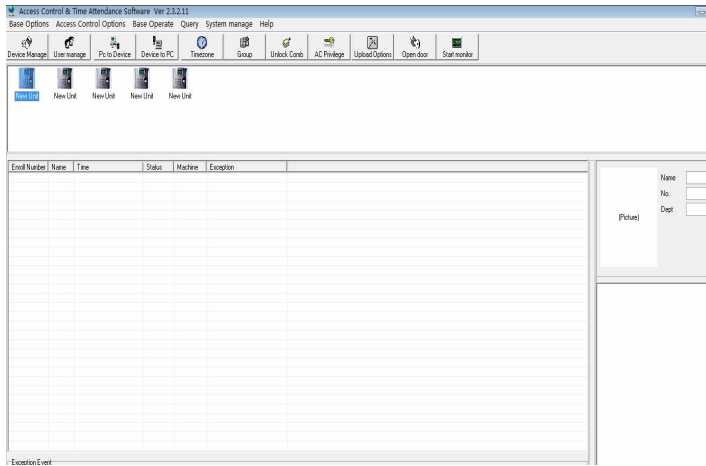 Access Control & Time Attendance Software Ver 2.3.2.11
Base Options Access Control Options Base Operate Query System manage Help
Device Manage User manage Pc to Device Device to PC Timezone Group Unlock Comb AC Privilege Upload Options Open door Start monitor
New Unit New Unit New Unit New Unit New Unit
Enroll Number Name Time Status Machine Exception
Name
No.
Dept
(Picture)
Exception Event